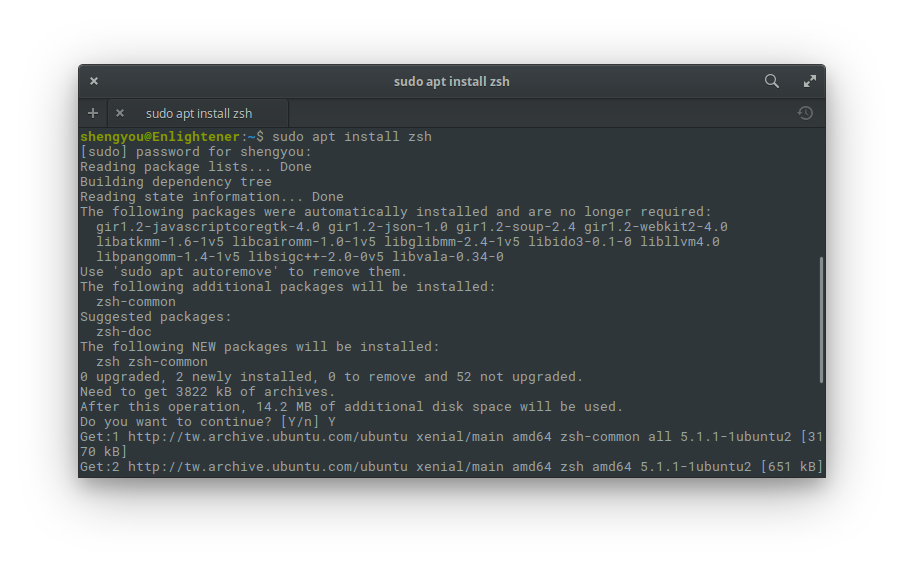 sudo apt install zsh
sudo apt install zsh
shengyou@Enlightener:~$ sudo apt install zsh
[sudo] password for shengyou:
Reading package lists... Done
Building dependency tree
Reading state information... Done
The following packages were automatically installed and are no longer required:
  gir1.2-javascriptcoregtk-4.0 gir1.2-json-1.0 gir1.2-soup-2.4 gir1.2-webkit2-4.0
  libatkmm-1.6-1v5 libcairomm-1.0-1v5 libglibmm-2.4-1v5 libido3-0.1-0 libllvm4.0
  libpangomm-1.4-1v5 libsigc++-2.0-0v5 libvala-0.34-0
Use 'sudo apt autoremove' to remove them.
The following additional packages will be installed:
  zsh-common
Suggested packages:
  zsh-doc
The following NEW packages will be installed:
  zsh zsh-common
0 upgraded, 2 newly installed, 0 to remove and 52 not upgraded.
Need to get 3822 kB of archives.
After this operation, 14.2 MB of additional disk space will be used.
Do you want to continue? [Y/n] Y
Get:1 http://tw.archive.ubuntu.com/ubuntu xenial/main amd64 zsh-common all 5.1.1-1ubuntu2 [31
70 kB]
Get:2 http://tw.archive.ubuntu.com/ubuntu xenial/main amd64 zsh amd64 5.1.1-1ubuntu2 [651 kB]